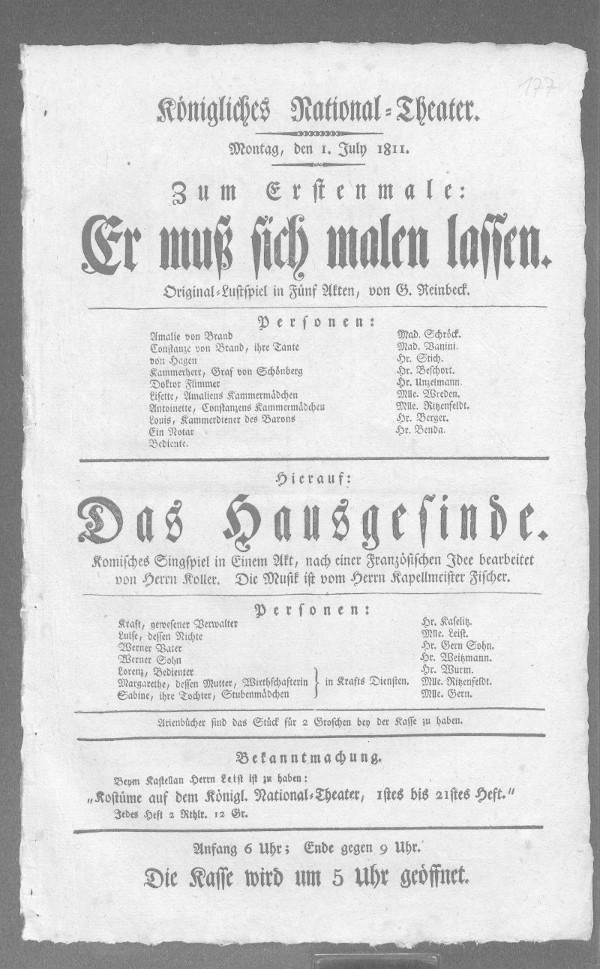 177
Königliches National-Theater.
Montag, den 1. July 1811.
Zum Erstenmale:
Er muß sich malen lassen.
Original-Lustspiel in Fünf Akten, von G. Reinbeck.
Personen:
Amalie von Brand Mad. Schröck.
Constanze von Brand, ihre Tante Mad. Vanini.
von Hagen Hr. Stich.
Kammerherr, Graf von Schönberg Hr. Beschort.
Doktor Flimmer Hr. Unzelmann.
Lisette, Amaliens Kammermädchen Mlle. Vreden.
Antoinette, Constanzens Kammermädchen Mlle. Ritzenfeldt.
Louis, Kammerdiener des Barons Hr. Berger.
Ein Notar Hr. Benda.
Bediente.
Hierauf:
Das Hausgesinde.
Komisches Singspiel in Einem Akt, nach einer Französischen Idee bearbeitet
von Herrn Koller. Die Musik ist vom Herrn Kapellmeister Fischer.
Personen:
Kraft, gewesener Verwalter Hr. Kaselitz.
Luise, dessen Nichte Mlle. Leist.
Werner Vater Hr. Gern Sohn.
Werner Sohn Hr. Weitzmann.
Lorenz, Bedienter Hr. Wurm.
Margarethe, dessen Mutter, Wirthschafterin } in Krafts Diensten. Mlle. Ritzenfeldt.
Sabine, ihre Tochter, Stubenmädchen Mlle. Gern.
Arienbücher sind das Stück für 2 Groschen bey der Kasse zu haben.
Bekanntmachung.
Beym Kastellan Herrn Leist ist zu haben:
„Kostüme auf dem Königl. National-Theater, 1stes bis 21stes Heft.“
Jedes Heft 2 Rthlr. 12 Gr.
Anfang 6 Uhr; Ende gegen 9 Uhr.
Die Kasse wird um 5 Uhr geöffnet.